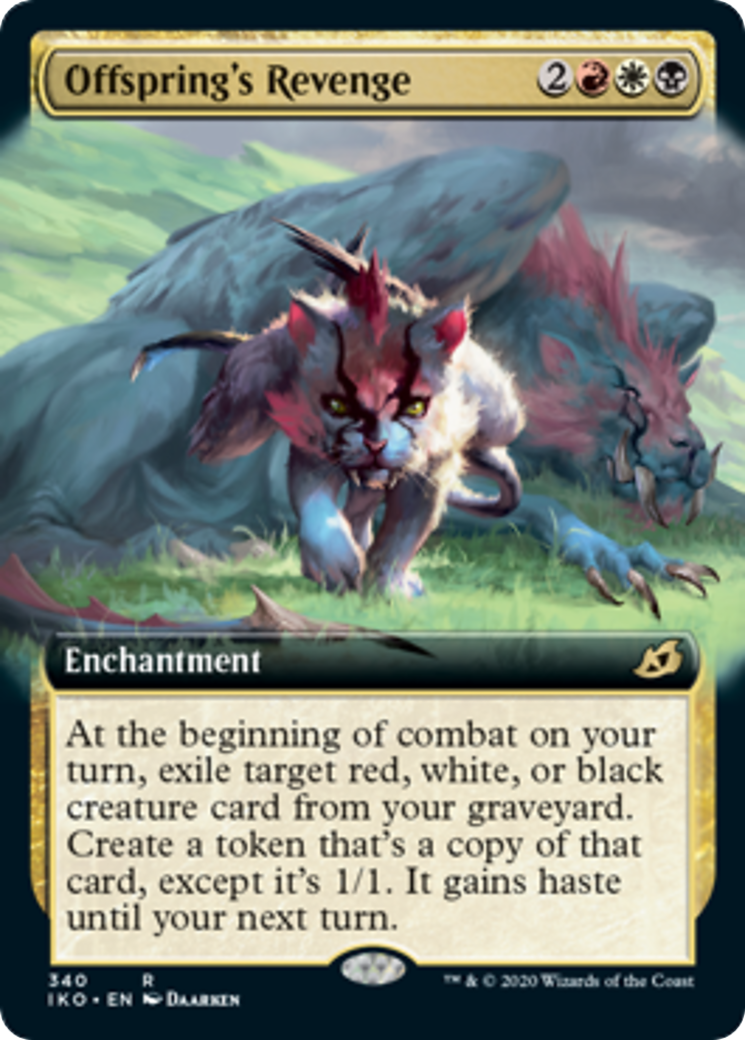 Offspring's Revenge 2
Enchantment
At the beginning of combat on your
turn, exile target red, white, or black
creature card from your graveyard.
Create a token that's a copy of that
card, except it's 1/1. It gains haste
until your next turn.
340 R
IKO • EN Daarken
™ & © 2020 Wizards of the Coast